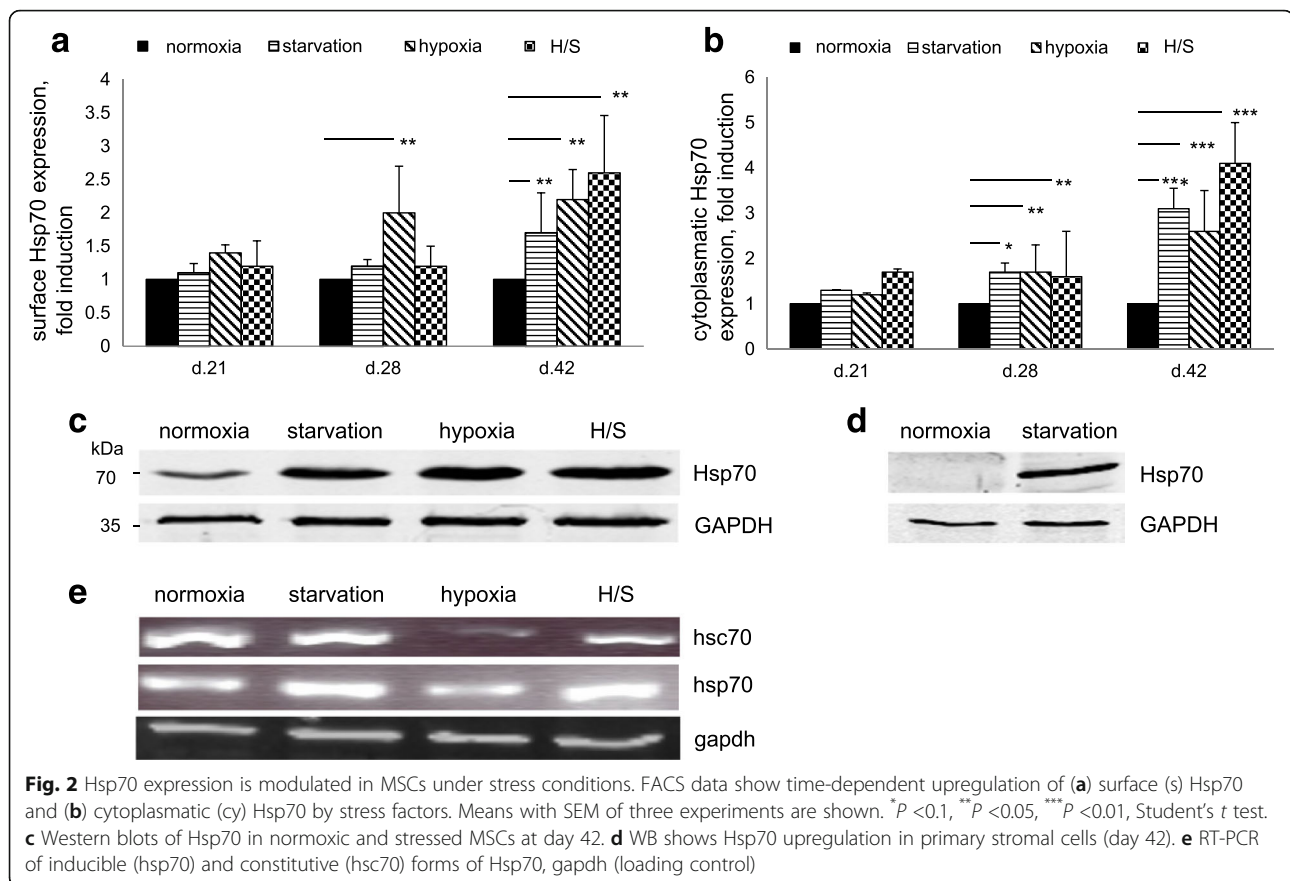 a
normoxia starvation hypoxia H/S
surface Hsp70 expression,
fold induction
4
3.5
3
2.5
2
1.5
1
0.5
0
** ** ** **
d.21 d.28 d.42
b
normoxia starvation hypoxia H/S
cytoplasmatic Hsp70
expression, fold induction
6
5
4
3
2
1
0
* ** ** *** *** ***
d.21 d.28 d.42
c
normoxia starvation hypoxia H/S
kDa
70
Hsp70
35
GAPDH
d
normoxia starvation
Hsp70
GAPDH
e
normoxia starvation hypoxia H/S
hsc70
hsp70
gapdh
Fig. 2 Hsp70 expression is modulated in MSCs under stress conditions. FACS data show time-dependent upregulation of (a) surface (s) Hsp70
and (b) cytoplasmatic (cy) Hsp70 by stress factors. Means with SEM of three experiments are shown. *P <0.1, **P <0.05, ***P <0.01, Student's t test.
c Western blots of Hsp70 in normoxic and stressed MSCs at day 42. d WB shows Hsp70 upregulation in primary stromal cells (day 42). e RT-PCR
of inducible (hsp70) and constitutive (hsc70) forms of Hsp70, gapdh (loading control)